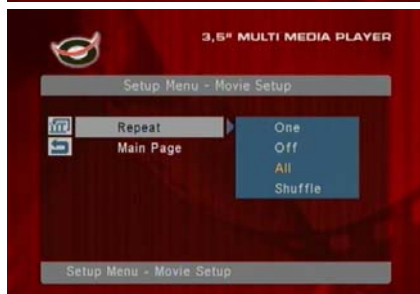 3,5" MULTI MEDIA PLAYER
Setup Menu - Movie Setup
Repeat
Main Page
One
Off
All
Shuffle
Setup Menu - Movie Setup